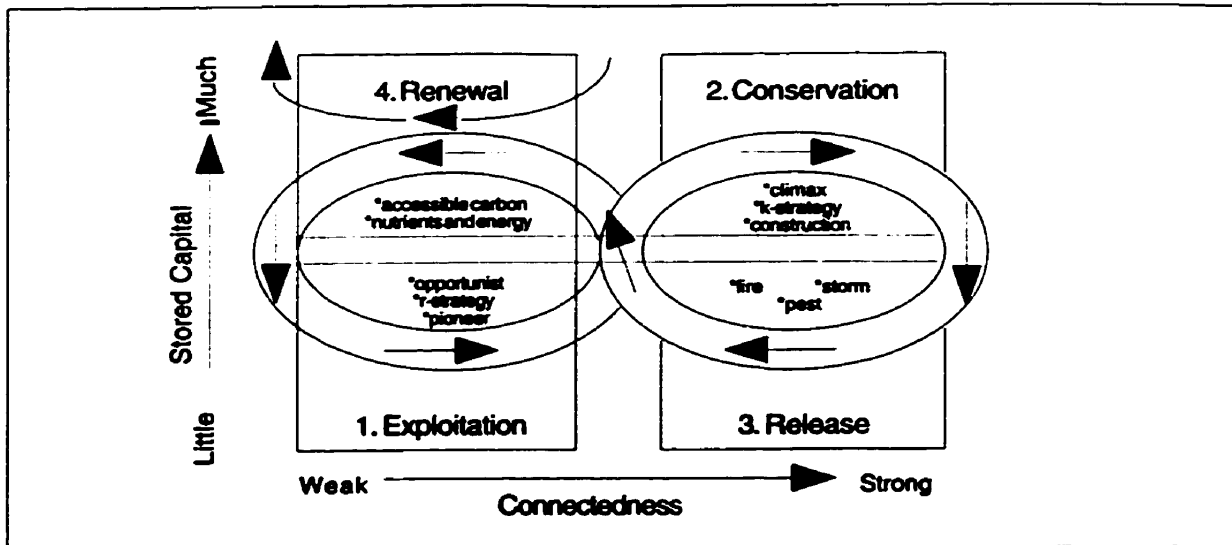 4. Renewal
2. Conservation
*accessible carbon
*nutrients and energy
*climax
*k-strategy
*construction
*opportunist
*r-strategy
*pioneer
*fire
*storm
*pest
1. Exploitation
3. Release
Much
Stored Capital
Little
Weak
Strong
Connectedness